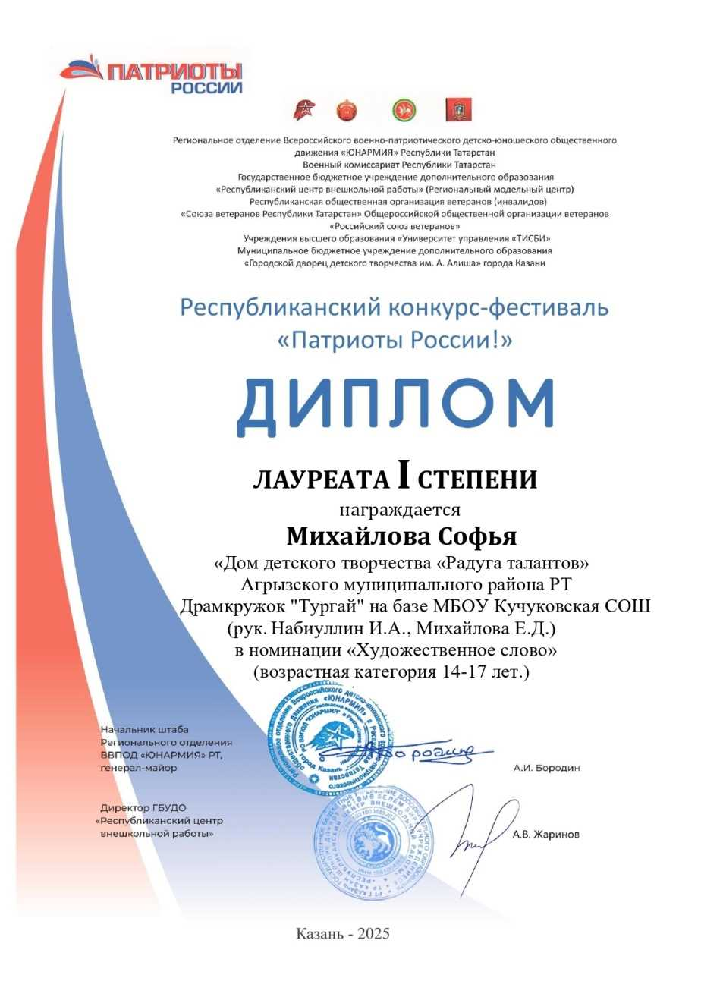 ПАТРИОТЫ
РОССИИ
Региональное отделение Всероссийского военно-патриотического детско-юношеского общественного
движения «ЮНАРМИЯ» Республики Татарстан
Военный комиссариат Республики Татарстан
Государственное бюджетное учреждение дополнительного образования
«Республиканский центр внешкольной работы» (Региональный модельный центр)
Республиканская общественная организация ветеранов (инвалидов)
«Союза ветеранов Республики Татарстан» Общероссийской общественной организации ветеранов
«Российский союз ветеранов»
Учреждения высшего образования «Университет управления «ТИСБИ»
Муниципальное бюджетное учреждение дополнительного образования
«Городской дворец детского творчества им. А. Алиша» города Казани
Республиканский конкурс-фестиваль
«Патриоты России!»
ДИПЛОМ
ЛАУРЕАТА I СТЕПЕНИ
награждается
Михайлова Софья
«Дом детского творчества «Радуга талантов»
Агрызского муниципального района РТ
Драмкружок "Тургай" на базе МБОУ Кучуковская СОШ
(рук. Набиуллин И.А., Михайлова Е.Д.)
в номинации «Художественное слово»
(возрастная категория 14-17 лет.)
Начальник штаба
Регионального отделения
ВВПОД «ЮНАРМИЯ» РТ,
генерал-майор
А.И. Бородин
Директор ГБУДО
«Республиканский центр
внешкольной работы»
А.В. Жаринов
Казань - 2025